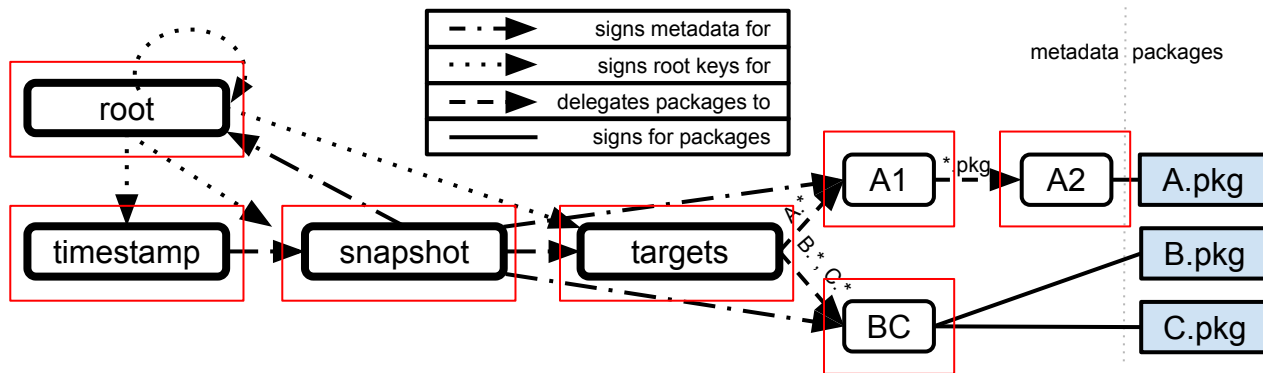 signs metadata for
signs root keys for
delegates packages to
signs for packages
metadata packages
root
timestamp
snapshot
targets
A.*
B.*, C.*
A1
*.pkg
A2
BC
A.pkg
B.pkg
C.pkg